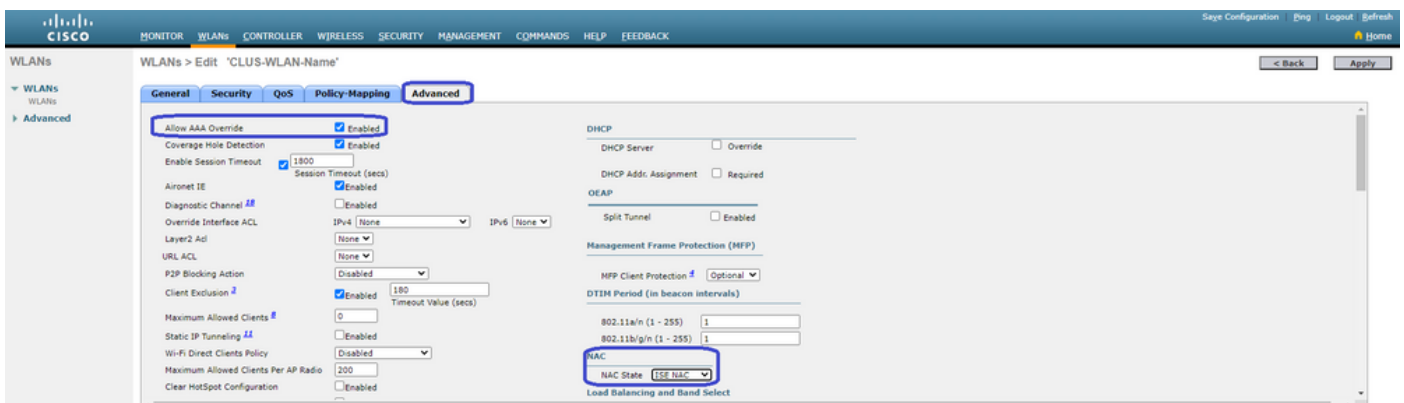 Save Configuration Ping Logout Refresh
CISCO
MONITOR WLANs CONTROLLER WIRELESS SECURITY MANAGEMENT COMMANDS HELP FEEDBACK
Home
WLANs
WLANs > Edit 'CLUS-WLAN-Name'
< Back Apply
WLANs
WLANs
Advanced
General Security QoS Policy-Mapping Advanced
Allow AAA Override Enabled
Coverage Hole Detection Enabled
Enable Session Timeout 1800
Session Timeout (secs)
Aironet IE Enabled
Diagnostic Channel 18 Enabled
Override Interface ACL IPv4 None IPv6 None
Layer2 Acl None
URL ACL None
P2P Blocking Action Disabled
Client Exclusion 3 Enabled 180
Timeout Value (secs)
Maximum Allowed Clients 8 0
Static IP Tunneling 11 Enabled
Wi-Fi Direct Clients Policy Disabled
Maximum Allowed Clients Per AP Radio 200
Clear HotSpot Configuration Enabled
DHCP
DHCP Server Override
DHCP Addr. Assignment Required
OEAP
Split Tunnel Enabled
Management Frame Protection (MFP)
MFP Client Protection 4 Optional
DTIM Period (in beacon intervals)
802.11a/n (1 - 255) 1
802.11b/g/n (1 - 255) 1
NAC
NAC State ISE NAC
Load Balancing and Band Select